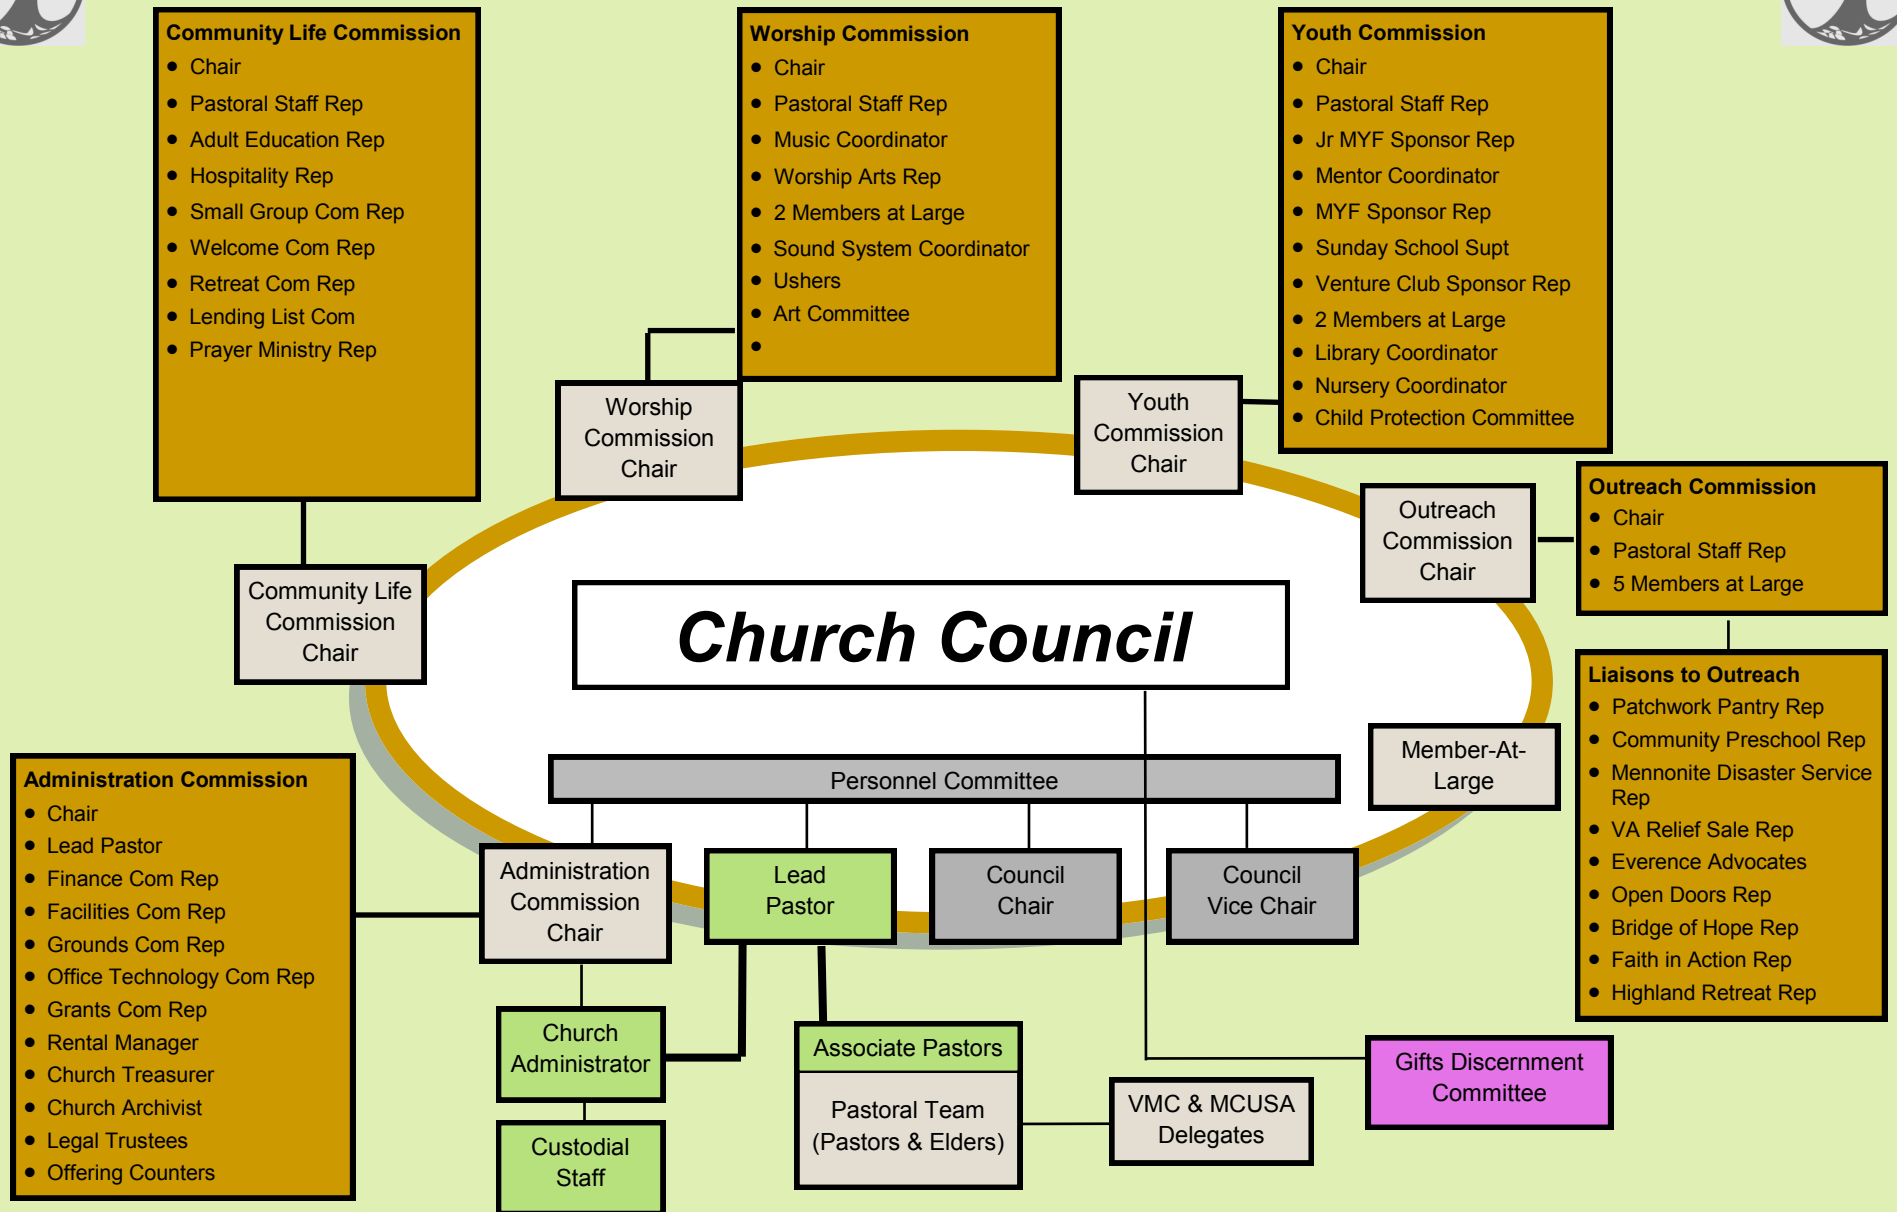 Community Life Commission
• Chair
• Pastoral Staff Rep
• Adult Education Rep
• Hospitality Rep
• Small Group Com Rep
• Welcome Com Rep
• Retreat Com Rep
• Lending List Com
• Prayer Ministry Rep
Worship Commission
• Chair
• Pastoral Staff Rep
• Music Coordinator
• Worship Arts Rep
• 2 Members at Large
• Sound System Coordinator
• Ushers
• Art Committee
•
Youth Commission
• Chair
• Pastoral Staff Rep
• Jr MYF Sponsor Rep
• Mentor Coordinator
• MYF Sponsor Rep
• Sunday School Supt
• Venture Club Sponsor Rep
• 2 Members at Large
• Library Coordinator
• Nursery Coordinator
• Child Protection Committee
Worship
Commission
Chair
Youth
Commission
Chair
Outreach
Commission
Chair
Outreach Commission
• Chair
• Pastoral Staff Rep
• 5 Members at Large
Community Life
Commission
Chair
Church Council
Liaisons to Outreach
• Patchwork Pantry Rep
• Community Preschool Rep
• Mennonite Disaster Service
Rep
• VA Relief Sale Rep
• Everence Advocates
• Open Doors Rep
• Bridge of Hope Rep
• Faith in Action Rep
• Highland Retreat Rep
Member-At-
Large
Personnel Committee
Administration Commission
• Chair
• Lead Pastor
• Finance Com Rep
• Facilities Com Rep
• Grounds Com Rep
• Office Technology Com Rep
• Grants Com Rep
• Rental Manager
• Church Treasurer
• Church Archivist
• Legal Trustees
• Offering Counters
Administration
Commission
Chair
Lead
Pastor
Council
Chair
Council
Vice Chair
Church
Administrator
Associate Pastors
Pastoral Team
(Pastors & Elders)
VMC & MCUSA
Delegates
Gifts Discernment
Committee
Custodial
Staff